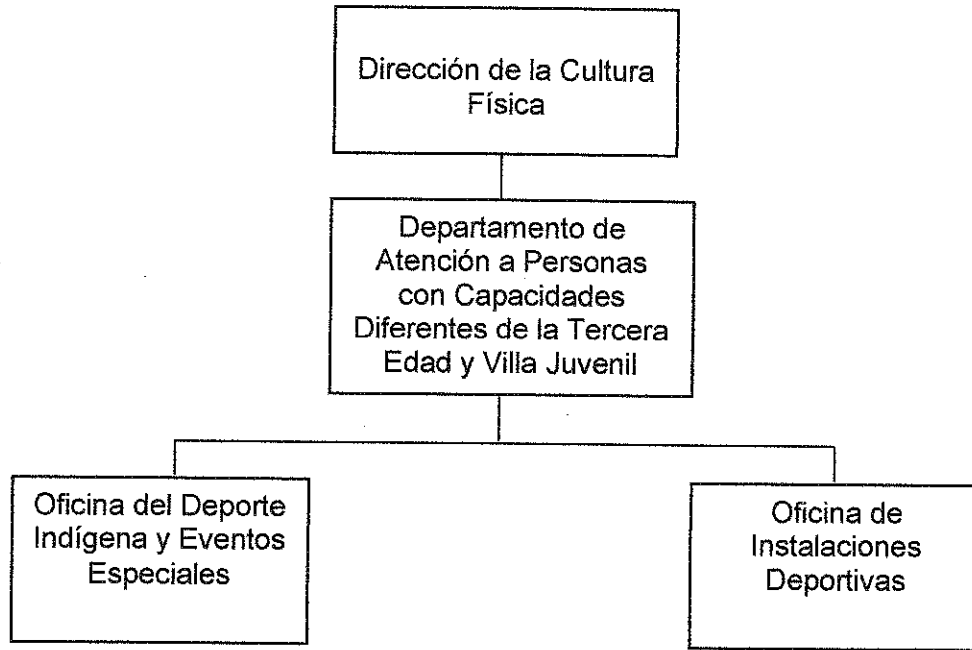 Dirección de la Cultura
Física
Departamento de
Atención a Personas
con Capacidades
Diferentes de la Tercera
Edad y Villa Juvenil
Oficina del Deporte
Indígena y Eventos
Especiales
Oficina de
Instalaciones
Deportivas